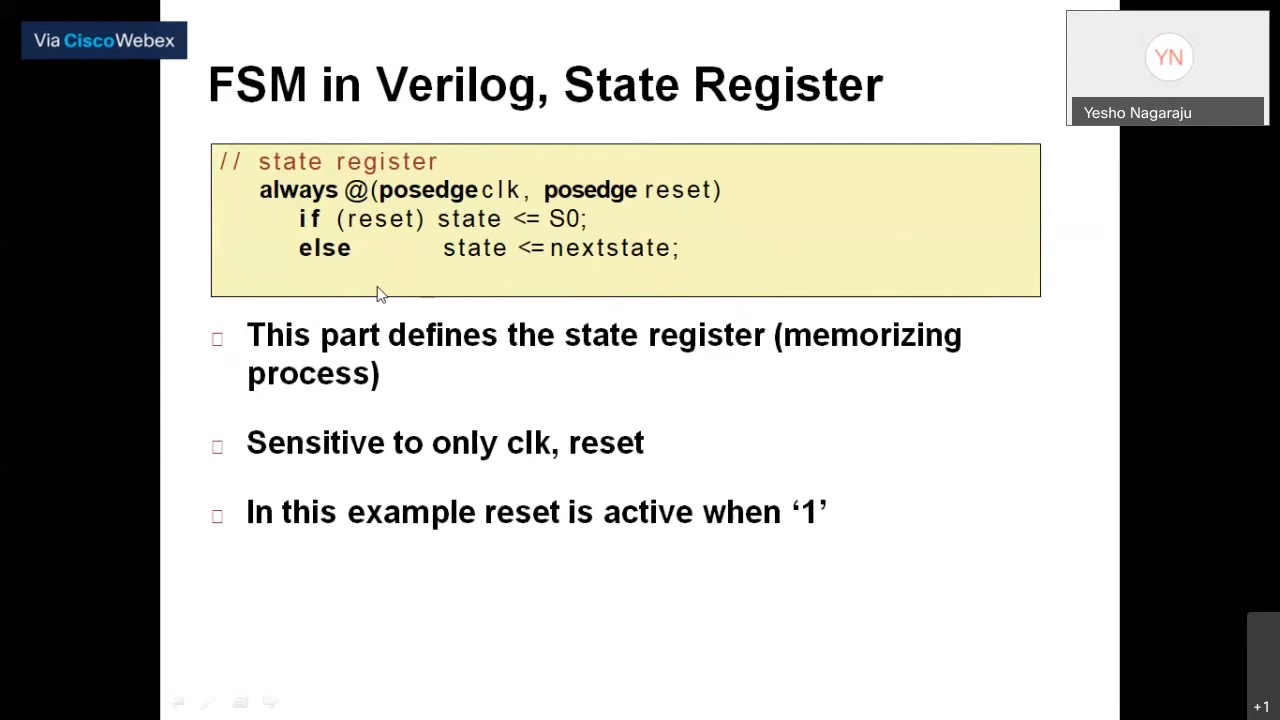 Via CiscoWebex
YN
Yesho Nagaraju
FSM in Verilog, State Register
// state register
always @(posedge clk, posedge reset)
if (reset) state <= S0;
else state <= nextstate;
This part defines the state register (memorizing
process)
Sensitive to only clk, reset
In this example reset is active when ‘1’
+1